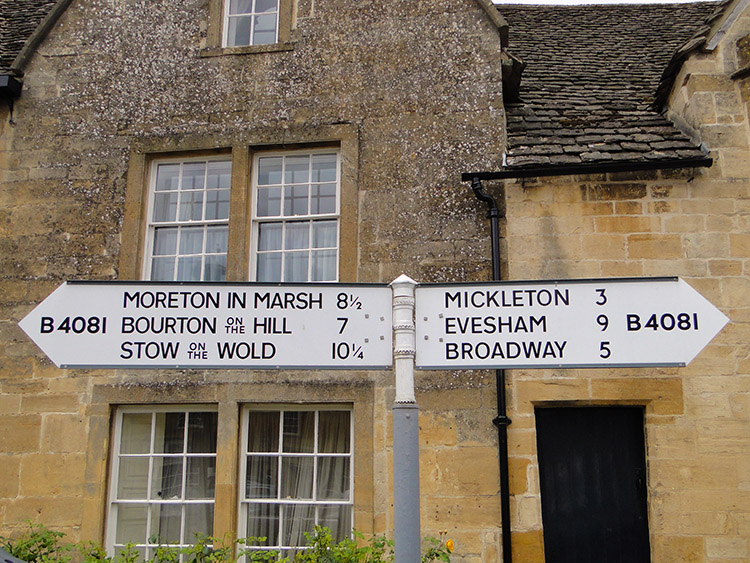 MORETON IN MARSH 8½
B4081 BOURTON ON THE HILL 7
STOW ON THE WOLD 10¼
MICKLETON 3
EVESHAM 9 B4081
BROADWAY 5